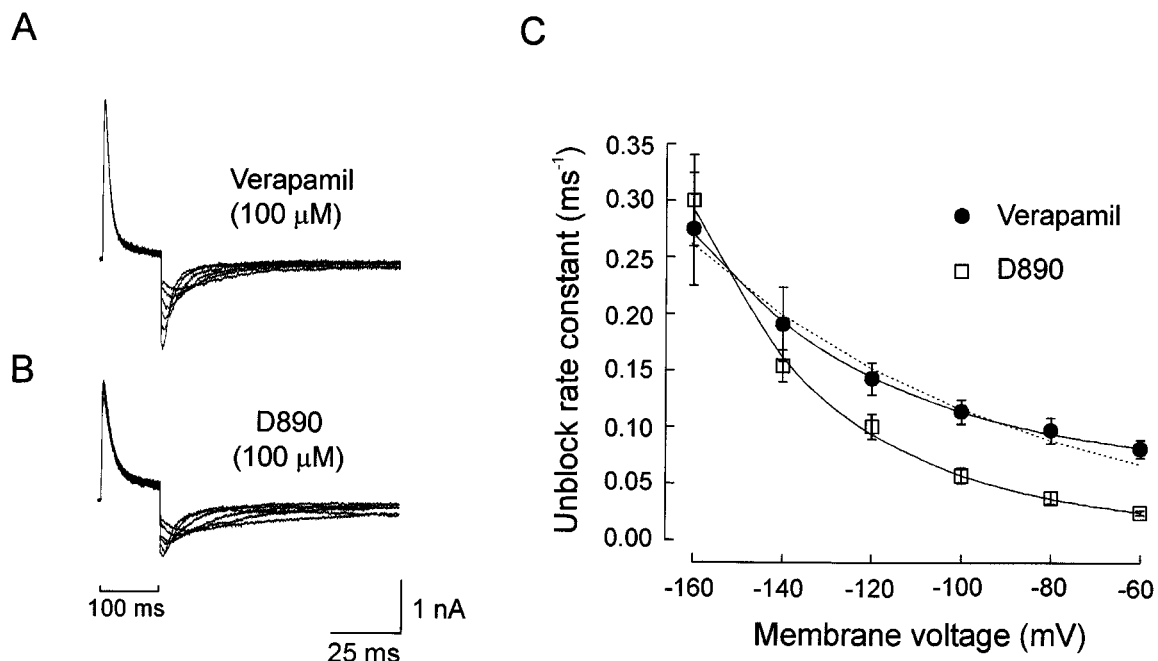 A
Verapamil
(100 μM)
B
D890
(100 μM)
100 ms
1 nA
25 ms
C
Unblock rate constant (ms⁻¹)
0.35
0.30
0.25
0.20
0.15
0.10
0.05
0.00
Verapamil
D890
-160
-140
-120
-100
-80
-60
Membrane voltage (mV)